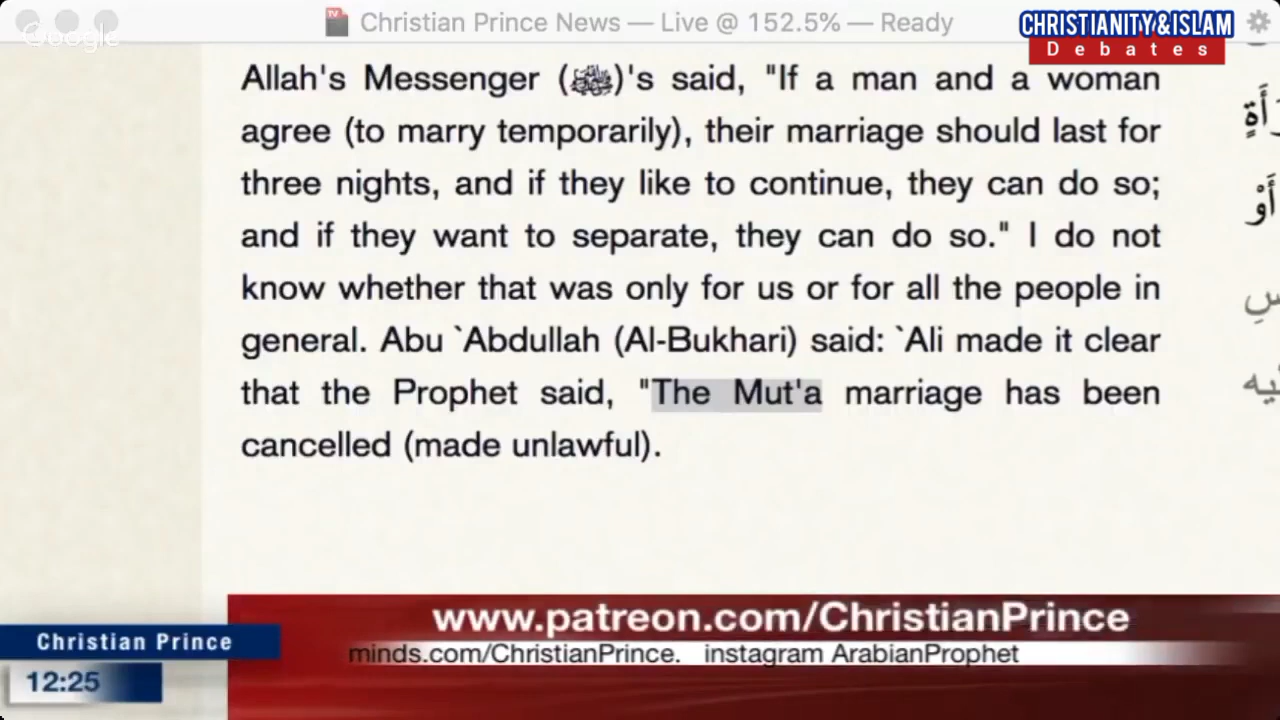 Christian Prince News — Live @ 152.5% — Ready
Google
CHRISTIANITY & ISLAM
Debates
Allah's Messenger (ﷺ)'s said, "If a man and a woman
agree (to marry temporarily), their marriage should last for
three nights, and if they like to continue, they can do so;
and if they want to separate, they can do so." I do not
know whether that was only for us or for all the people in
general. Abu `Abdullah (Al-Bukhari) said: `Ali made it clear
that the Prophet said, "The Mut'a marriage has been
cancelled (made unlawful).
أَوْ
www.patreon.com/ChristianPrince
Christian Prince
minds.com/ChristianPrince. instagram ArabianProphet
12:25